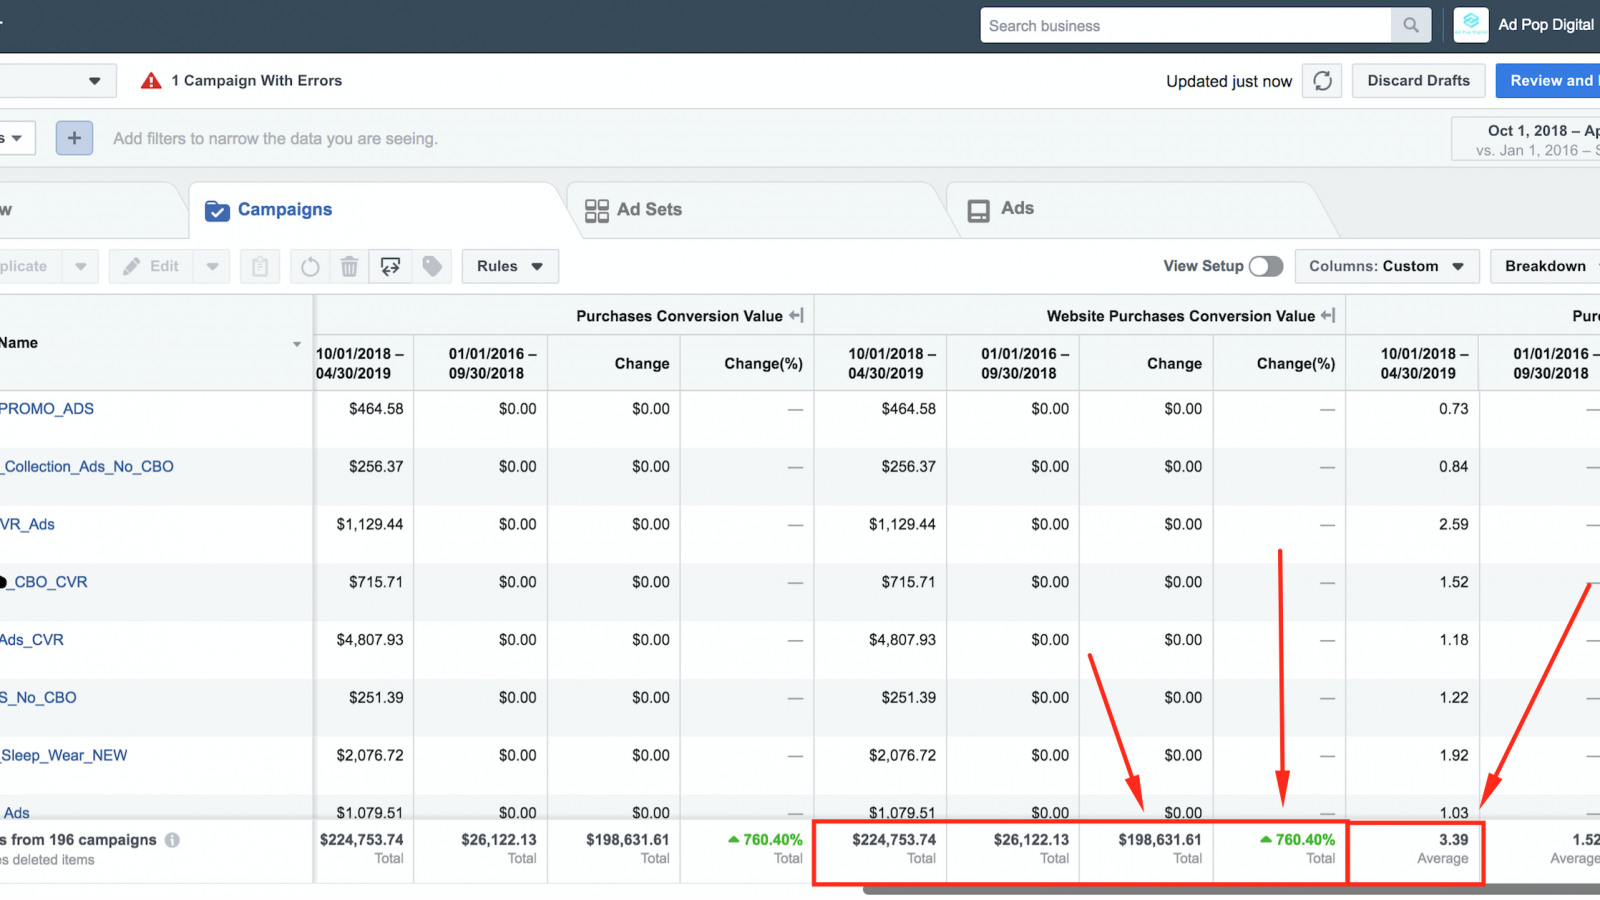 Search business
Ad Pop Digital
1 Campaign With Errors
Updated just now
Discard Drafts
Review and
s
Add filters to narrow the data you are seeing.
Oct 1, 2018 – Ap
vs. Jan 1, 2016 – S
w
Campaigns
Ad Sets
Ads
plicate
Edit
Rules
View Setup
Columns: Custom
Breakdown
Name
Purchases Conversion Value
Website Purchases Conversion Value
Pur
10/01/2018 – 04/30/2019
01/01/2016 – 09/30/2018
Change
Change(%)
10/01/2018 – 04/30/2019
01/01/2016 – 09/30/2018
Change
Change(%)
10/01/2018 – 04/30/2019
01/01/2016 – 09/30/2018
PROMO_ADS $464.58 $0.00 $0.00 — $464.58 $0.00 $0.00 — 0.73 —
_Collection_Ads_No_CBO $256.37 $0.00 $0.00 — $256.37 $0.00 $0.00 — 0.84 —
VR_Ads $1,129.44 $0.00 $0.00 — $1,129.44 $0.00 $0.00 — 2.59 —
_CBO_CVR $715.71 $0.00 $0.00 — $715.71 $0.00 $0.00 — 1.52 —
Ads_CVR $4,807.93 $0.00 $0.00 — $4,807.93 $0.00 $0.00 — 1.18 —
S_No_CBO $251.39 $0.00 $0.00 — $251.39 $0.00 $0.00 — 1.22 —
_Sleep_Wear_NEW $2,076.72 $0.00 $0.00 — $2,076.72 $0.00 $0.00 — 1.92 —
Ads $1,079.51 $0.00 $0.00 — $1,079.51 $0.00 $0.00 — 1.03 —
s from 196 campaigns $224,753.74 $26,122.13 $198,631.61 760.40% $224,753.74 $26,122.13 $198,631.61 760.40% 3.39 1.52
es deleted items Total Total Total Total Total Total Total Total Average Average